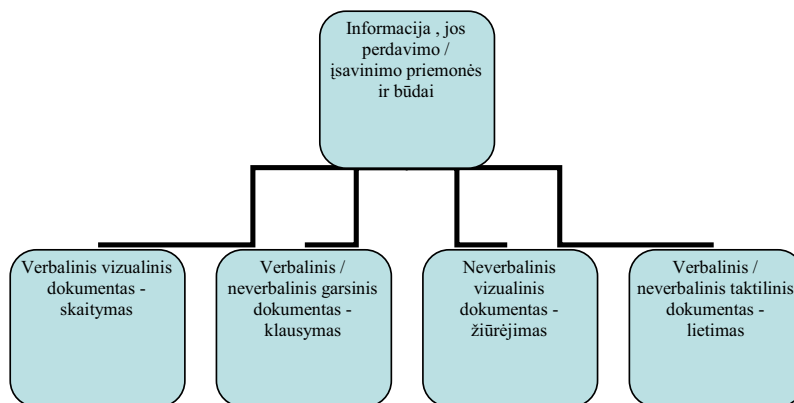 Informacija , jos
perdavimo /
įsavinimo priemonės
ir būdai
Verbalinis vizualinis
dokumentas -
skaitymas
Verbalinis /
neverbalinis garsinis
dokumentas -
klausymas
Neverbalinis
vizualinis
dokumentas -
žiūrėjimas
Verbalinis /
neverbalinis taktilinis
dokumentas -
lietimas